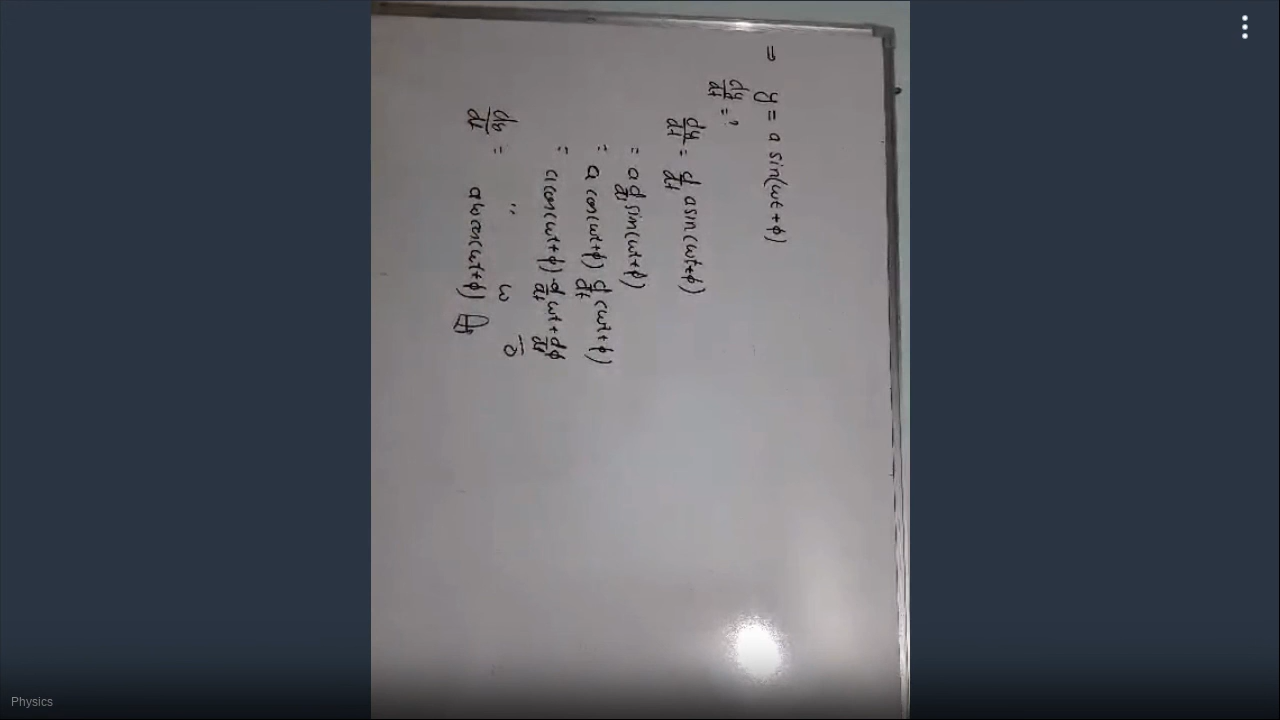 ⇒ y = a sin(ωt + φ)
dy/dt = ?
dy/dt = d/dt a sin(ωt+φ)
= a d/dt sin(ωt+φ)
= a cos(ωt+φ) d/dt (ωt+φ)
= a cos(ωt+φ) · d/dt ωt + dφ/dt
" ω 0
dy/dt = aω cos(ωt+φ)
Physics